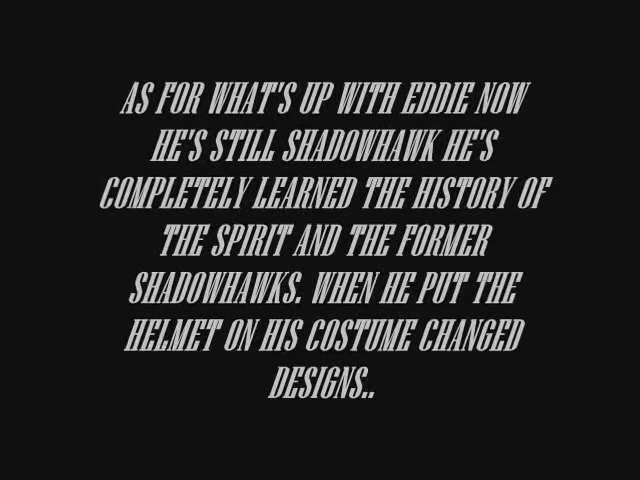 AS FOR WHAT'S UP WITH EDDIE NOW
HE'S STILL SHADOWHAWK HE'S
COMPLETELY LEARNED THE HISTORY OF
THE SPIRIT AND THE FORMER
SHADOWHAWKS. WHEN HE PUT THE
HELMET ON HIS COSTUME CHANGED
DESIGNS..